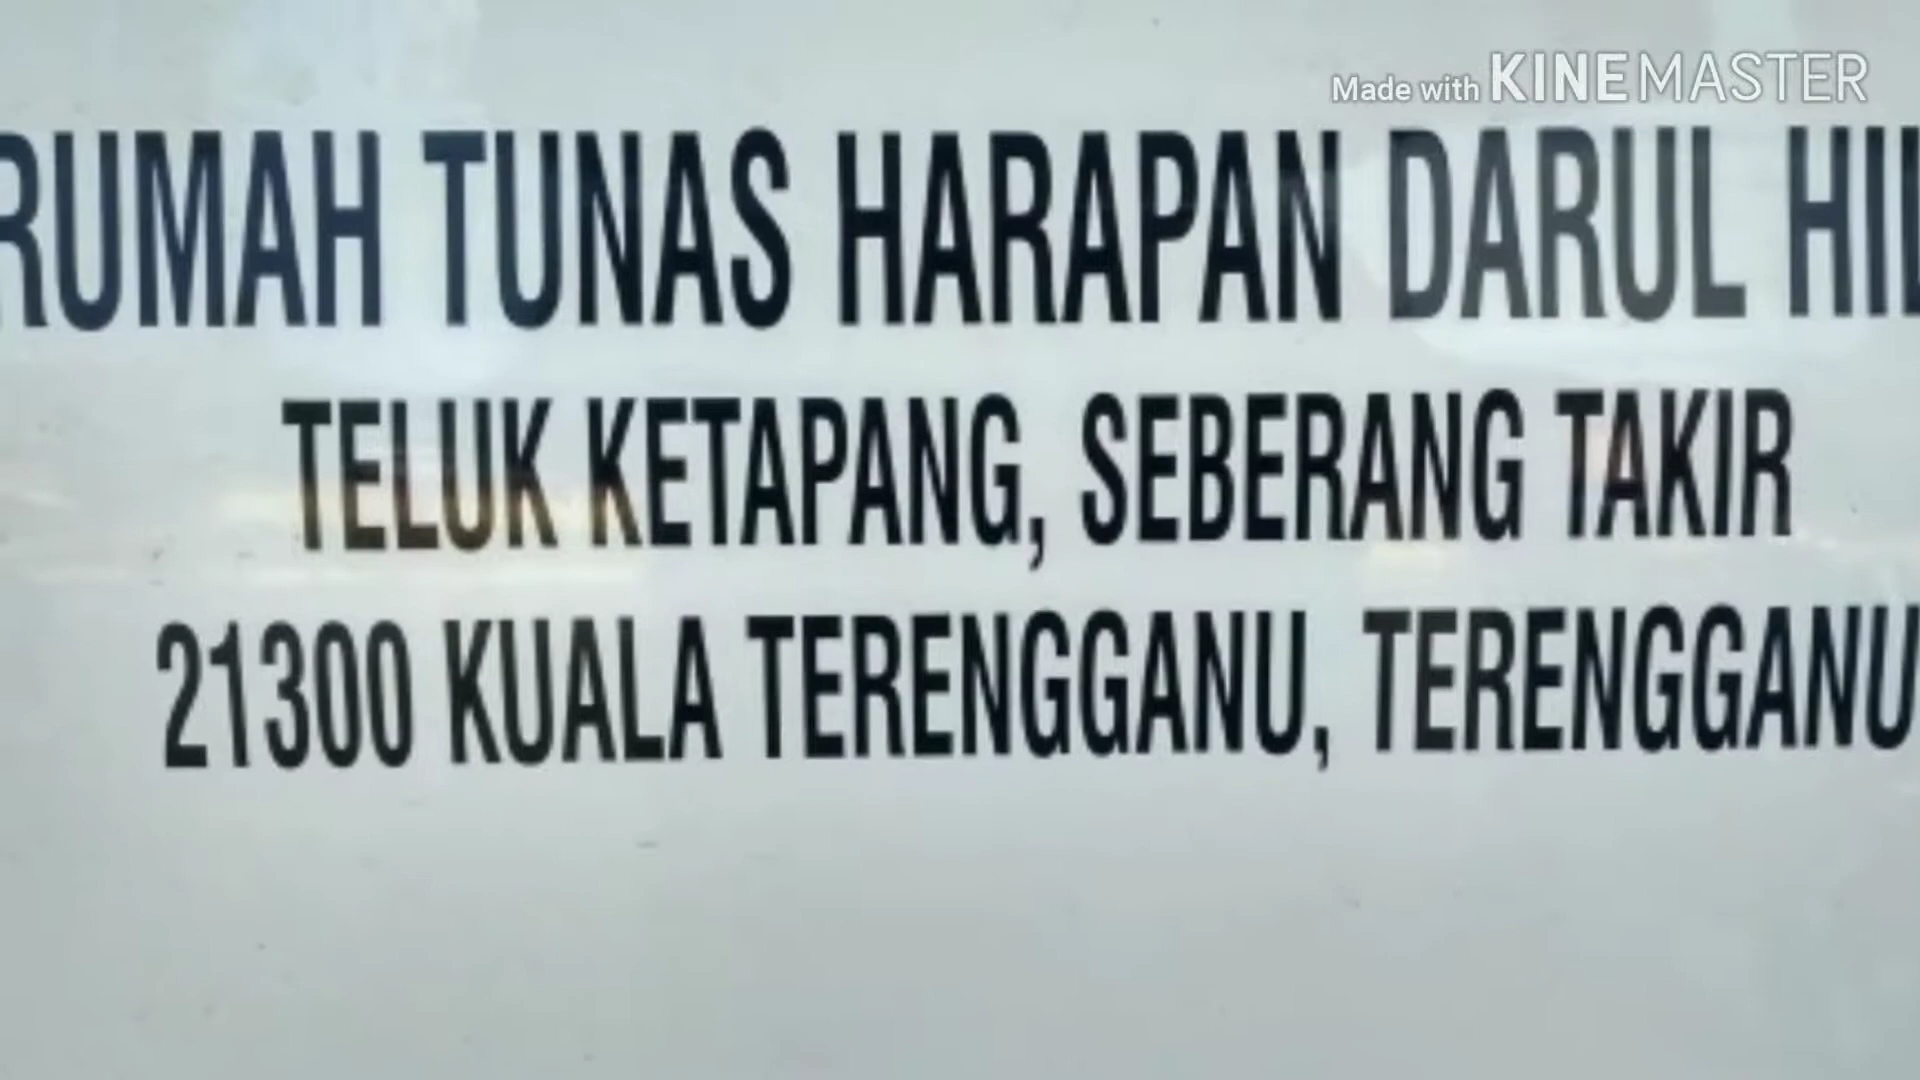 Made with KINEMASTER
RUMAH TUNAS HARAPAN DARUL
TELUK KETAPANG, SEBERANG TAKIR
21300 KUALA TERENGGANU, TERENGGANU